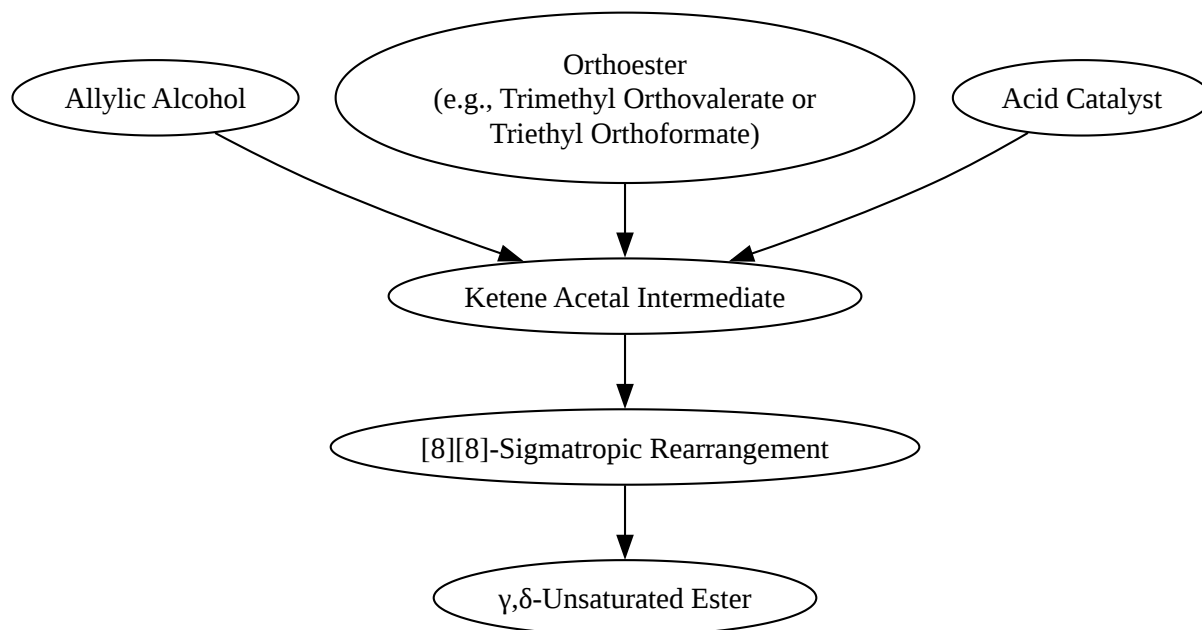 Allylic Alcohol
Orthoester
(e.g., Trimethyl Orthovalerate or
Triethyl Orthoformate)
Acid Catalyst
Ketene Acetal Intermediate
[8][8]-Sigmatropic Rearrangement
γ,δ-Unsaturated Ester